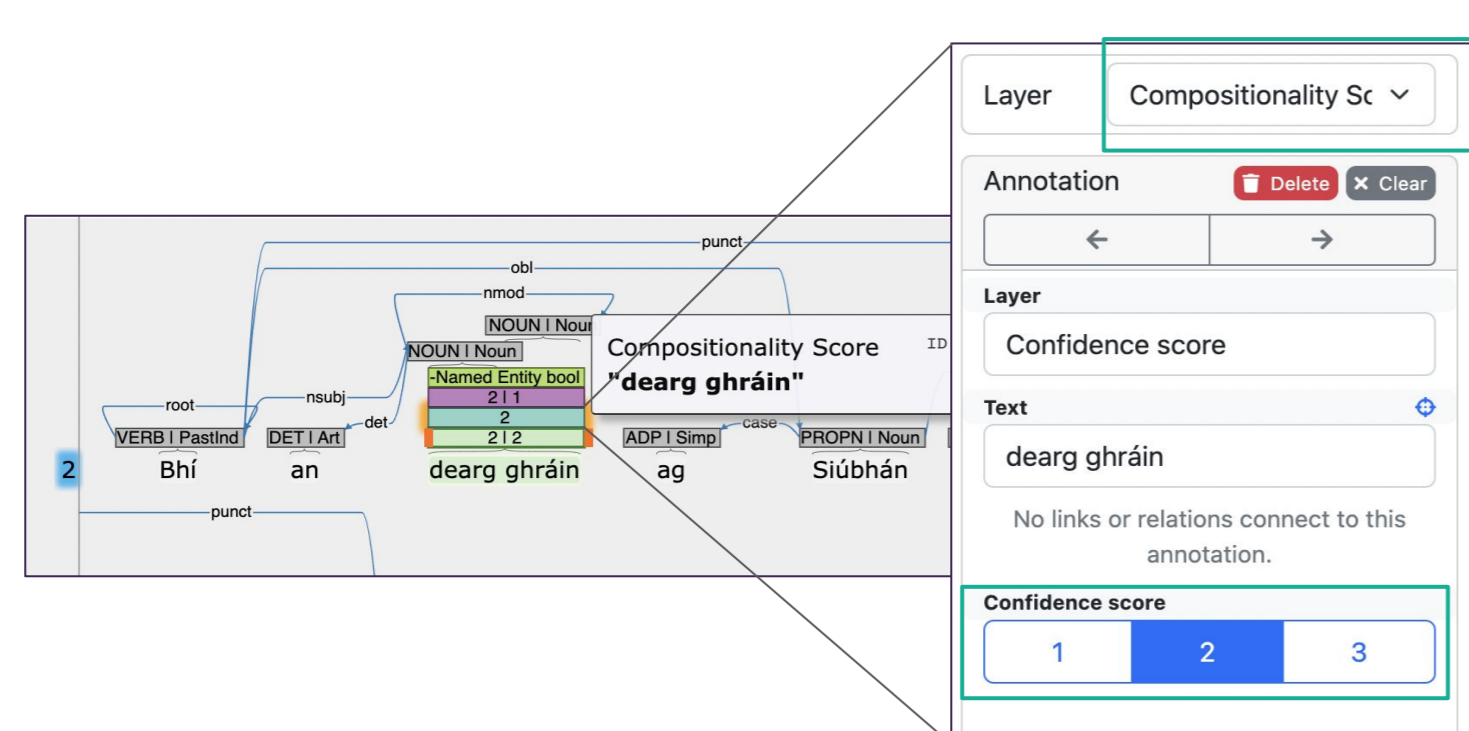 punct
obl
nmod
NOUN | Noun
NOUN | Noun
-Named Entity bool
2 | 1
root
nsubj
det
2
case
VERB | PastInd
DET | Art
2 | 2
ADP | Simp
PROPN | Noun
2
Bhí an dearg ghráin ag Siúbhán
punct
Compositionality Score ID
"dearg ghráin"
Layer
Compositionality Sc
Annotation
Delete
Clear
Layer
Confidence score
Text
dearg ghráin
No links or relations connect to this
annotation.
Confidence score
1 2 3